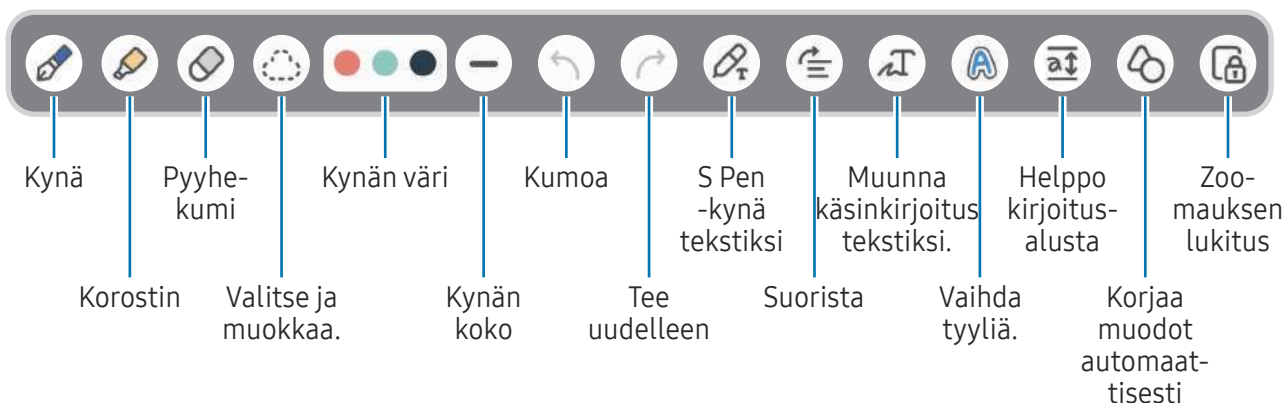 Kynä
Pyyhe-
kumi
Kynän väri
Kumoa
S Pen
-kynä
tekstiksi
Muunna
käsinkirjoitus
tekstiksi.
Helppo
kirjoitus-
alusta
Zoo-
mauksen
lukitus
Korostin
Valitse ja
muokkaa.
Kynän
koko
Tee
uudelleen
Suorista
Vaihda
tyyliä.
Korjaa
muodot
automaat-
tisesti